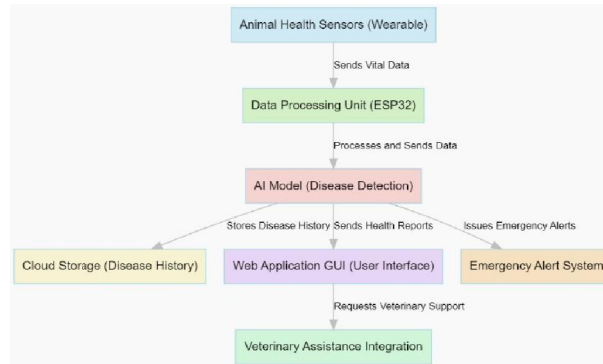 Animal Health Sensors (Wearable)
Sends Vital Data
Data Processing Unit (ESP32)
Processes and Sends Data
AI Model (Disease Detection)
Stores Disease History Sends Health Reports Issues Emergency Alerts
Cloud Storage (Disease History) Web Application GUI (User Interface) Emergency Alert System
Requests Veterinary Support
Veterinary Assistance Integration